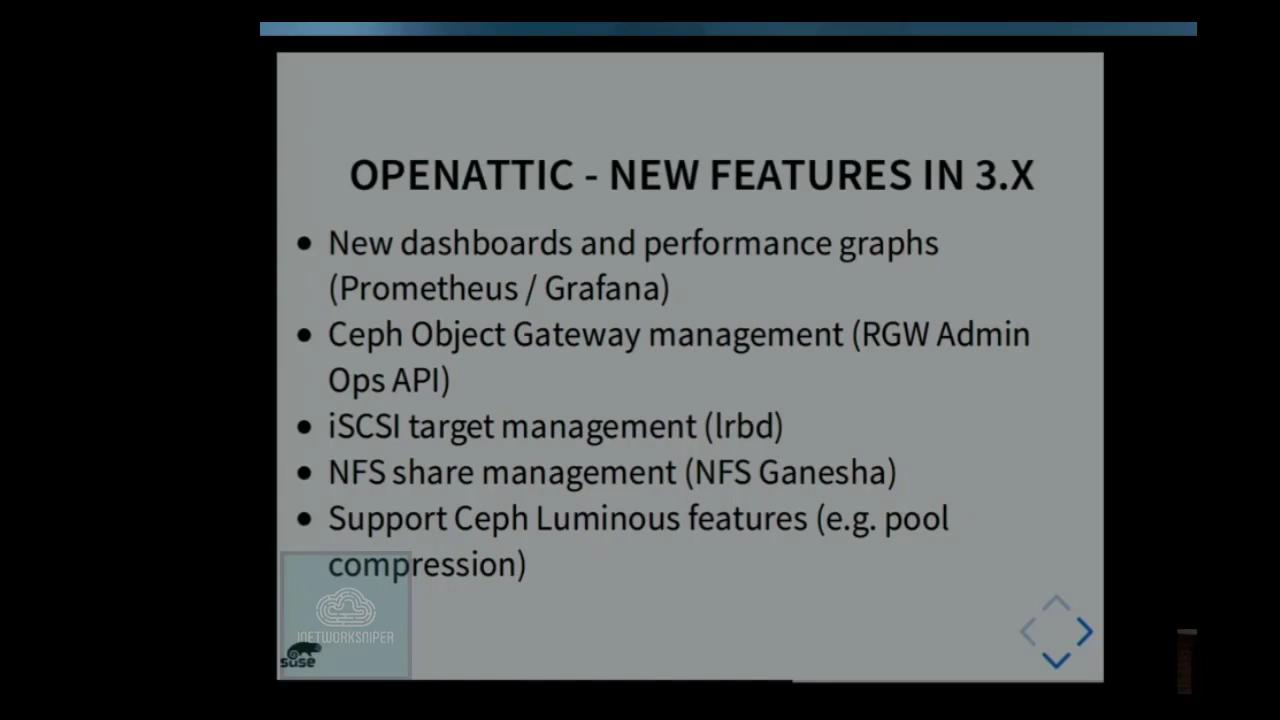 OPENATTIC - NEW FEATURES IN 3.X
• New dashboards and performance graphs
(Prometheus / Grafana)
• Ceph Object Gateway management (RGW Admin
Ops API)
• iSCSI target management (lrbd)
• NFS share management (NFS Ganesha)
• Support Ceph Luminous features (e.g. pool
compression)
INETWORKSNIPER
suse